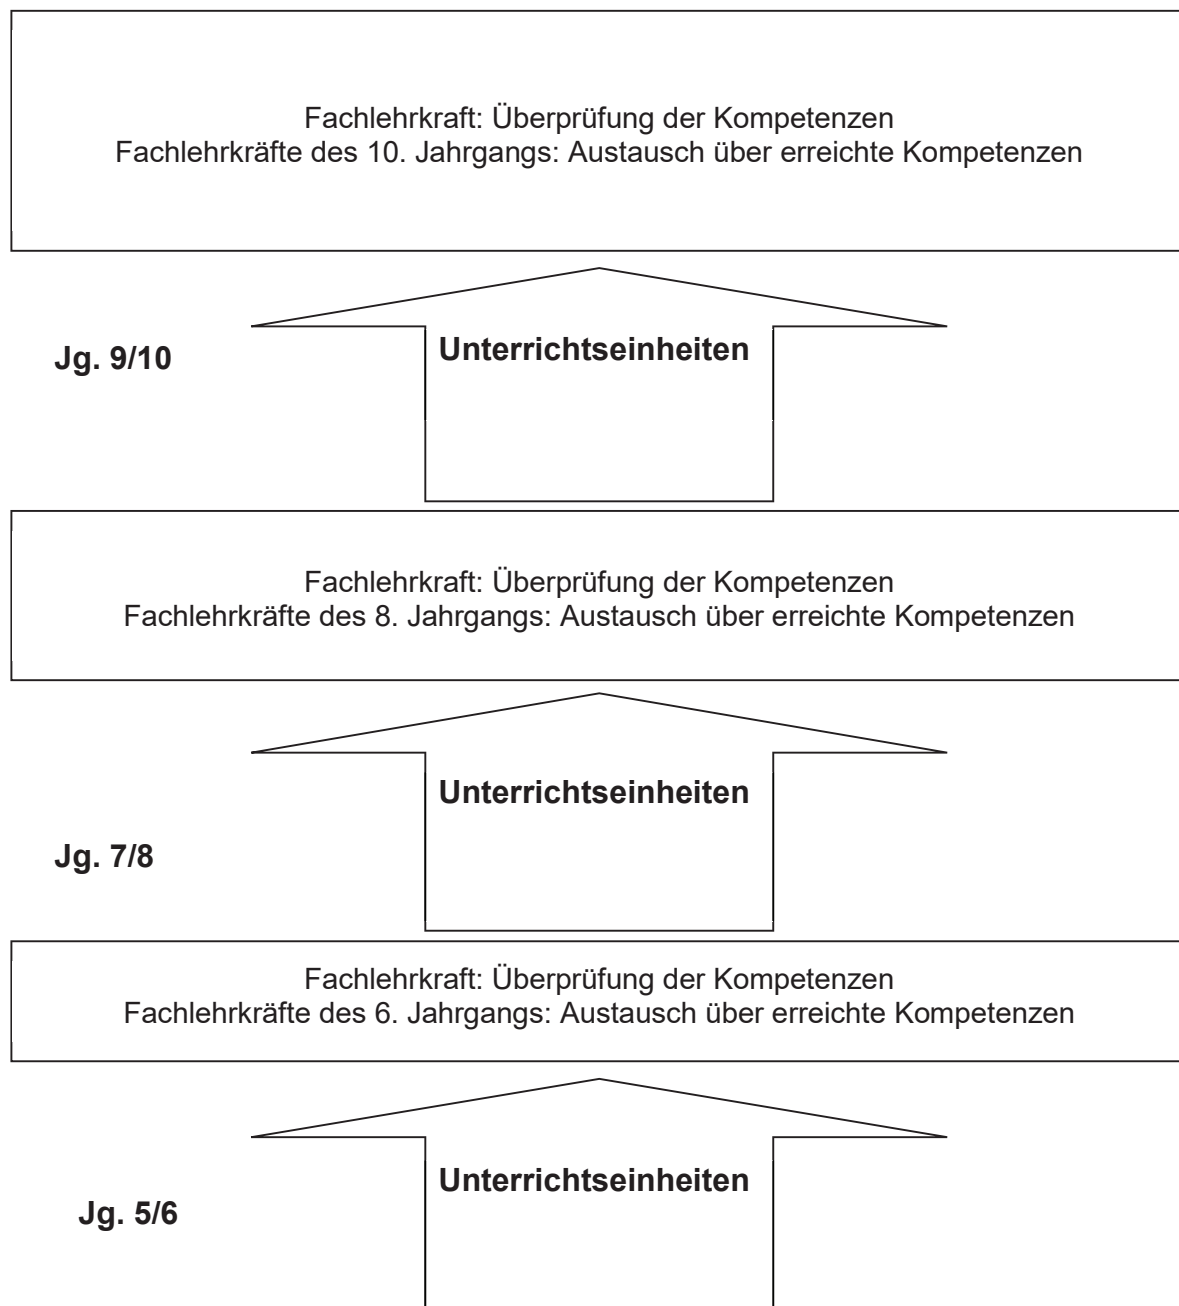 Fachlehrkraft: Überprüfung der Kompetenzen
Fachlehrkräfte des 10. Jahrgangs: Austausch über erreichte Kompetenzen
Unterrichtseinheiten
Jg. 9/10
Fachlehrkraft: Überprüfung der Kompetenzen
Fachlehrkräfte des 8. Jahrgangs: Austausch über erreichte Kompetenzen
Unterrichtseinheiten
Jg. 7/8
Fachlehrkraft: Überprüfung der Kompetenzen
Fachlehrkräfte des 6. Jahrgangs: Austausch über erreichte Kompetenzen
Unterrichtseinheiten
Jg. 5/6